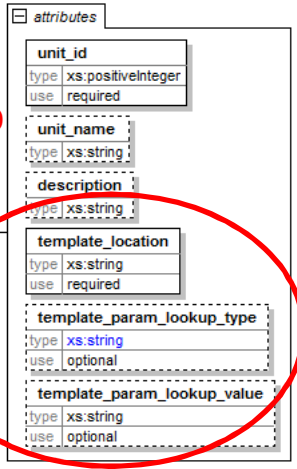 attributes
unit_id
type xs:positiveInteger
use required
unit_name
type xs:string
description
type xs:string
template_location
type xs:string
use required
template_param_lookup_type
type xs:string
use optional
template_param_lookup_value
type xs:string
use optional